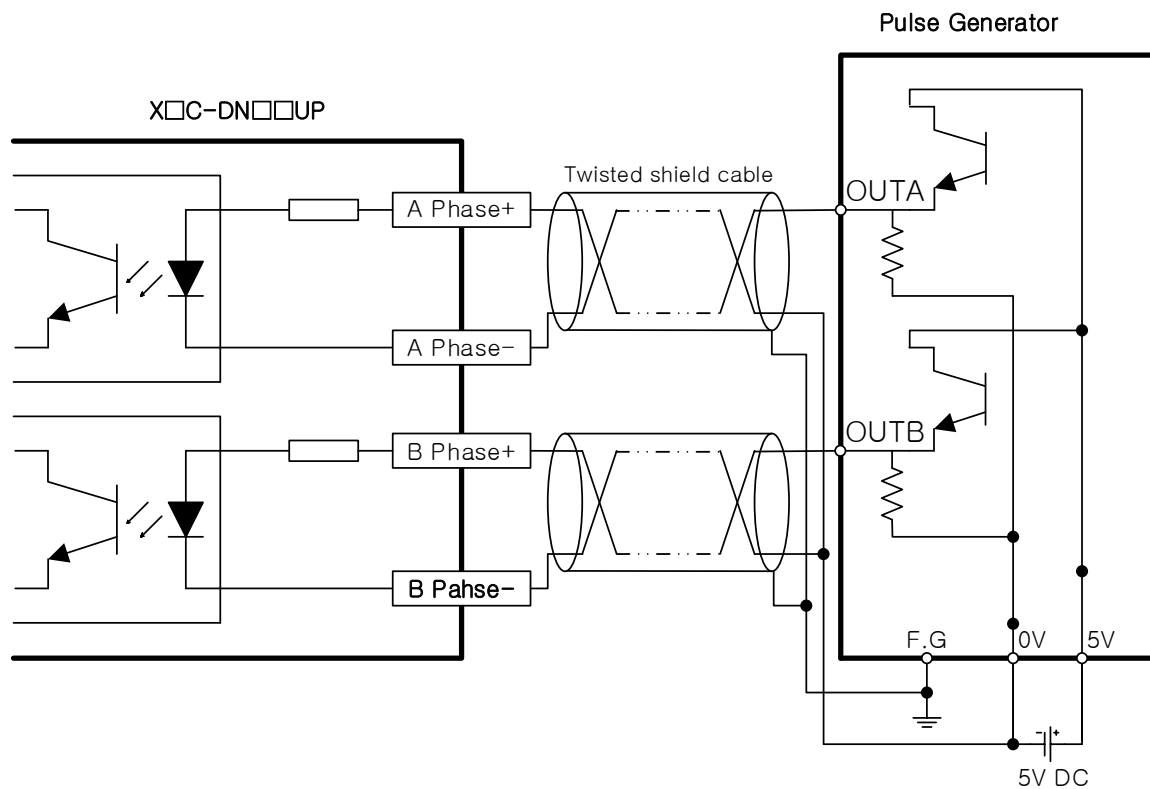 Pulse Generator
X□C-DN□□UP
Twisted shield cable
A Phase+
OUTA
A Phase-
B Phase+
OUTB
B Pahse-
F.G
0V
5V
- +
5V DC